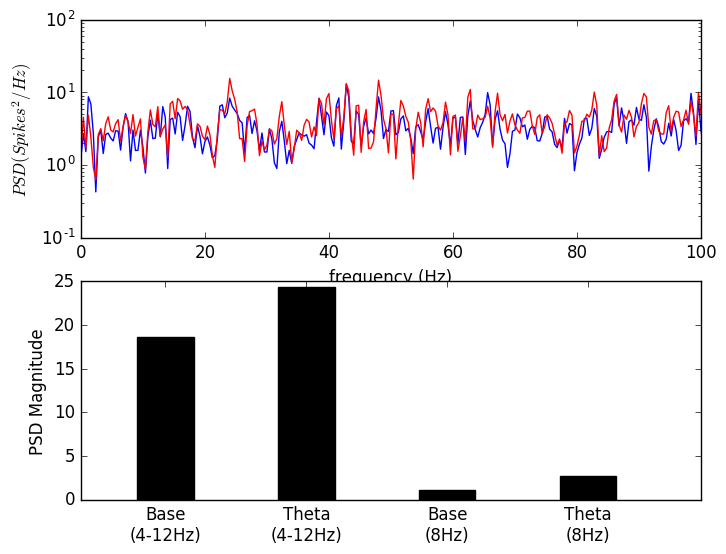 10^2
10^1
10^0
10^-1
PSD(Spikes^2/Hz)
0 20 40 60 80 100
frequency (Hz)
25
20
15
10
5
0
PSD Magnitude
Base Theta Base Theta
(4-12Hz) (4-12Hz) (8Hz) (8Hz)